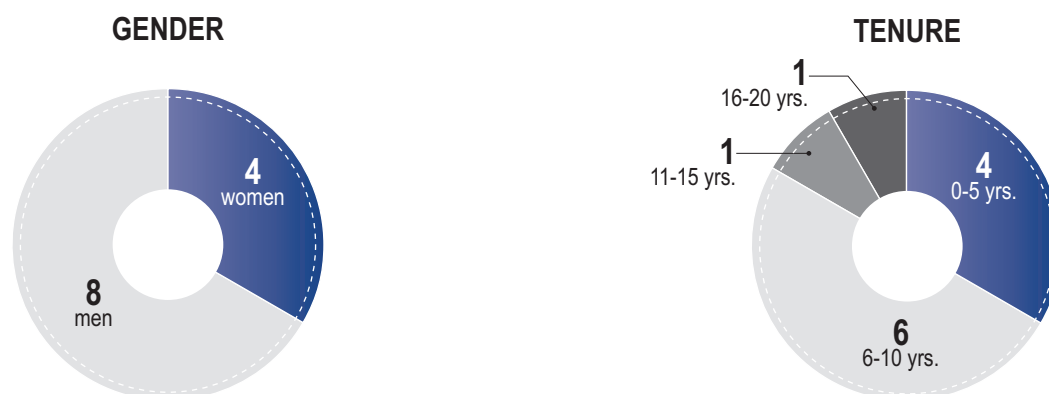 GENDER
4
women
8
men
TENURE
1
16-20 yrs.
1
11-15 yrs.
4
0-5 yrs.
6
6-10 yrs.